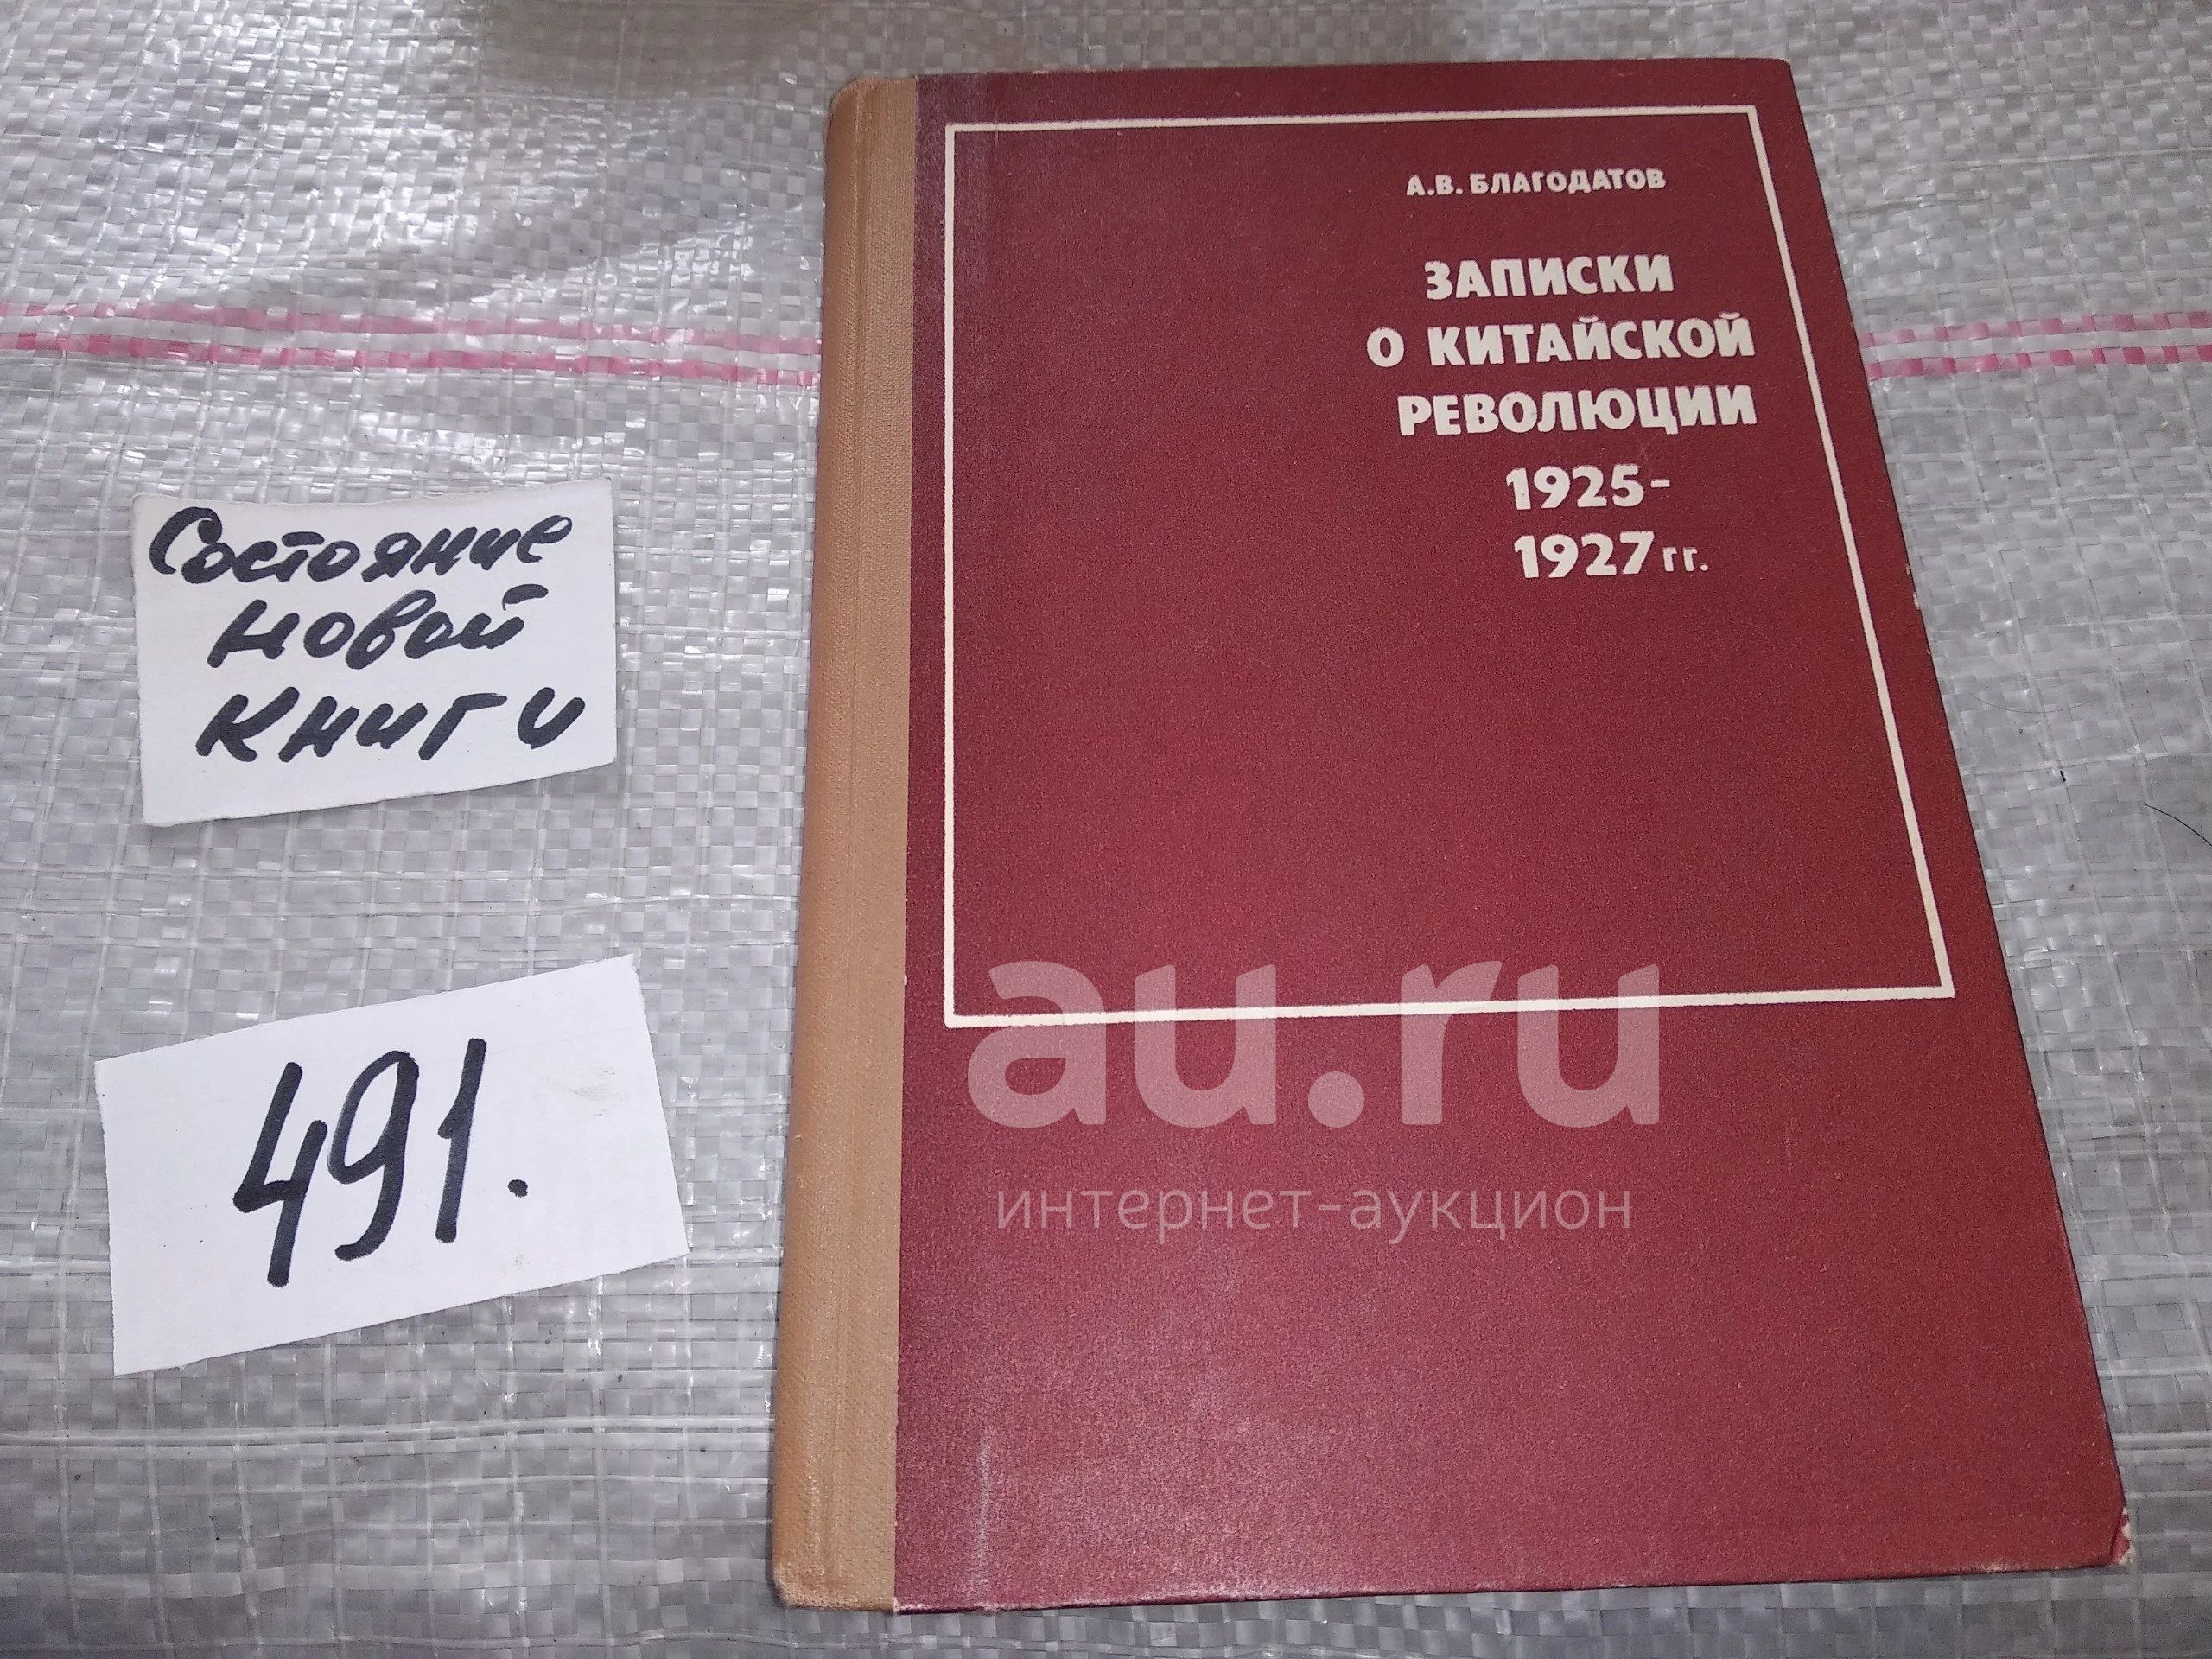 А.В. БЛАГОДАТОВ
ЗАПИСКИ
О КИТАЙСКОЙ
РЕВОЛЮЦИИ
1925-
1927 гг.
Состояние
новой
книги
491.
au.ru
интернет-аукцион